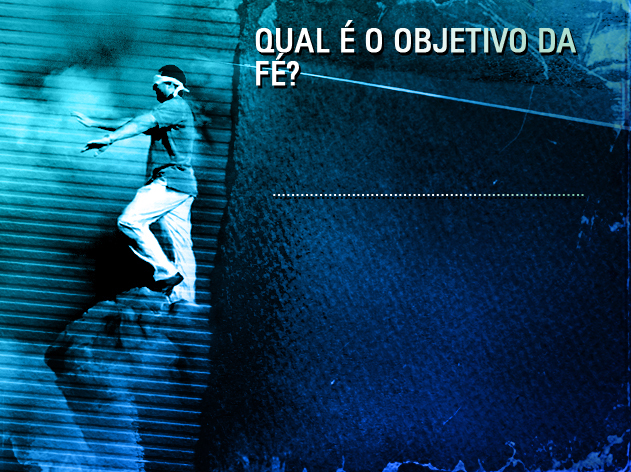 QUAL É O OBJETIVO DA
FÉ?